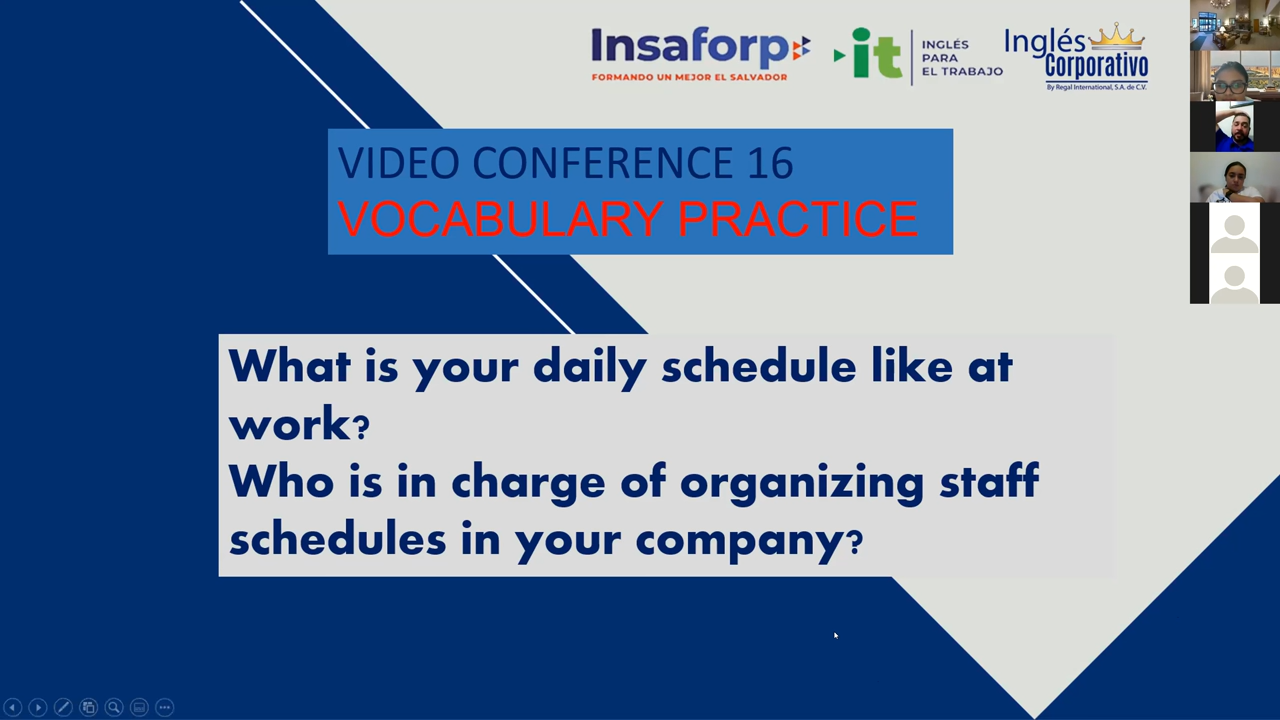 Insaforp
FORMANDO UN MEJOR EL SALVADOR
it
INGLÉS
PARA
EL TRABAJO
Inglés
Corporativo
By Regal International, S.A. de C.V.
VIDEO CONFERENCE 16
VOCABULARY PRACTICE
What is your daily schedule like at
work?
Who is in charge of organizing staff
schedules in your company?